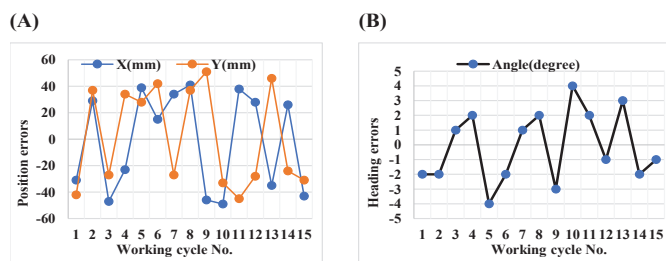 (A)
X(mm) Y(mm)
Position errors
60
40
20
0
-20
-40
-60
1 2 3 4 5 6 7 8 9 10 11 12 13 14 15
Working cycle No.
(B)
Angle(degree)
Heading errors
5
4
3
2
1
0
-1
-2
-3
-4
-5
1 2 3 4 5 6 7 8 9 10 11 12 13 14 15
Working cycle No.